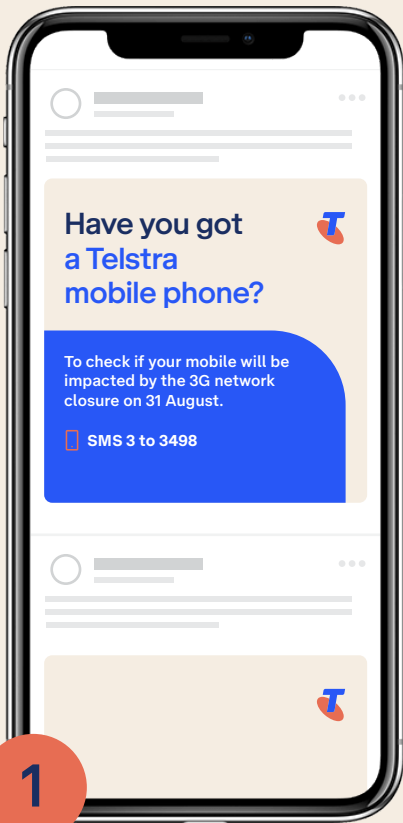 Have you got
a Telstra
mobile phone?
To check if your mobile will be
impacted by the 3G network
closure on 31 August.
SMS 3 to 3498
1